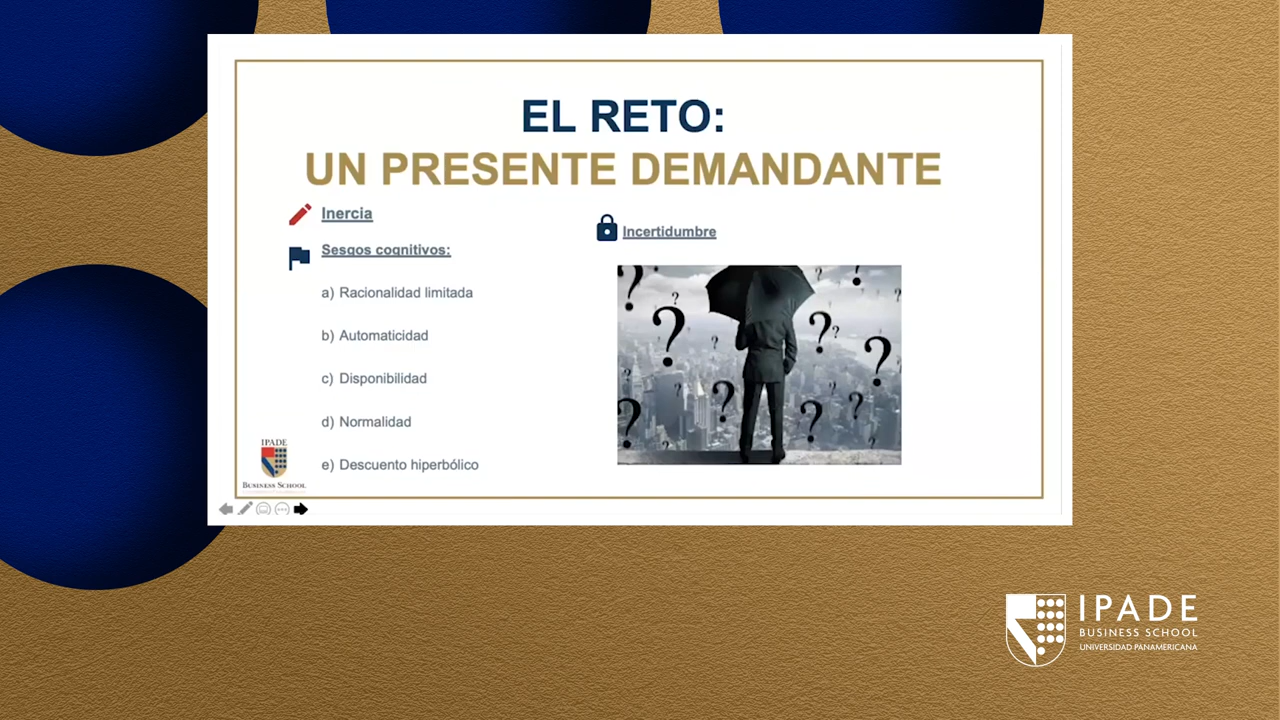 EL RETO:
UN PRESENTE DEMANDANTE
Inercia
Sesgos cognitivos:
a) Racionalidad limitada
b) Automaticidad
c) Disponibilidad
d) Normalidad
e) Descuento hiperbólico
Incertidumbre
? ? ? ? ? ? ? ? ? ? ? ? ? ? ?
IPADE
BUSINESS SCHOOL
IPADE
BUSINESS SCHOOL
UNIVERSIDAD PANAMERICANA